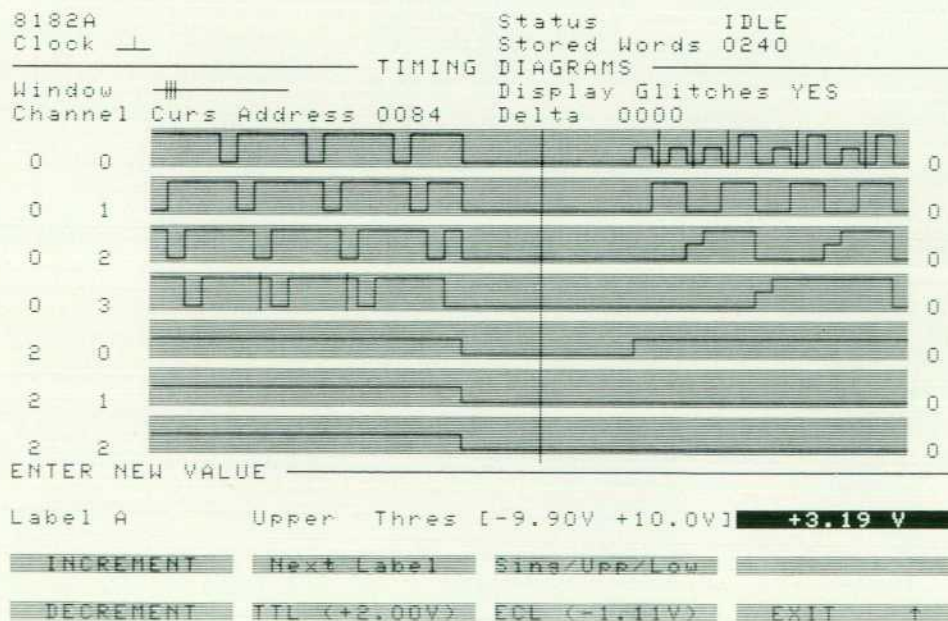 8182A Status IDLE
Clock Stored Words 0240
TIMING DIAGRAMS
Window Display Glitches YES
Channel Curs Address 0084 Delta 0000
0 0 0
0 1 0
0 2 0
0 3 0
2 0 0
2 1 0
2 2 0
ENTER NEW VALUE
Label A Upper Thres [-9.90V +10.0V] +3.19 V
INCREMENT Next Label Sing/Upp/Low
DECREMENT TTL (+2.00V) ECL (-1.11V) EXIT ↑